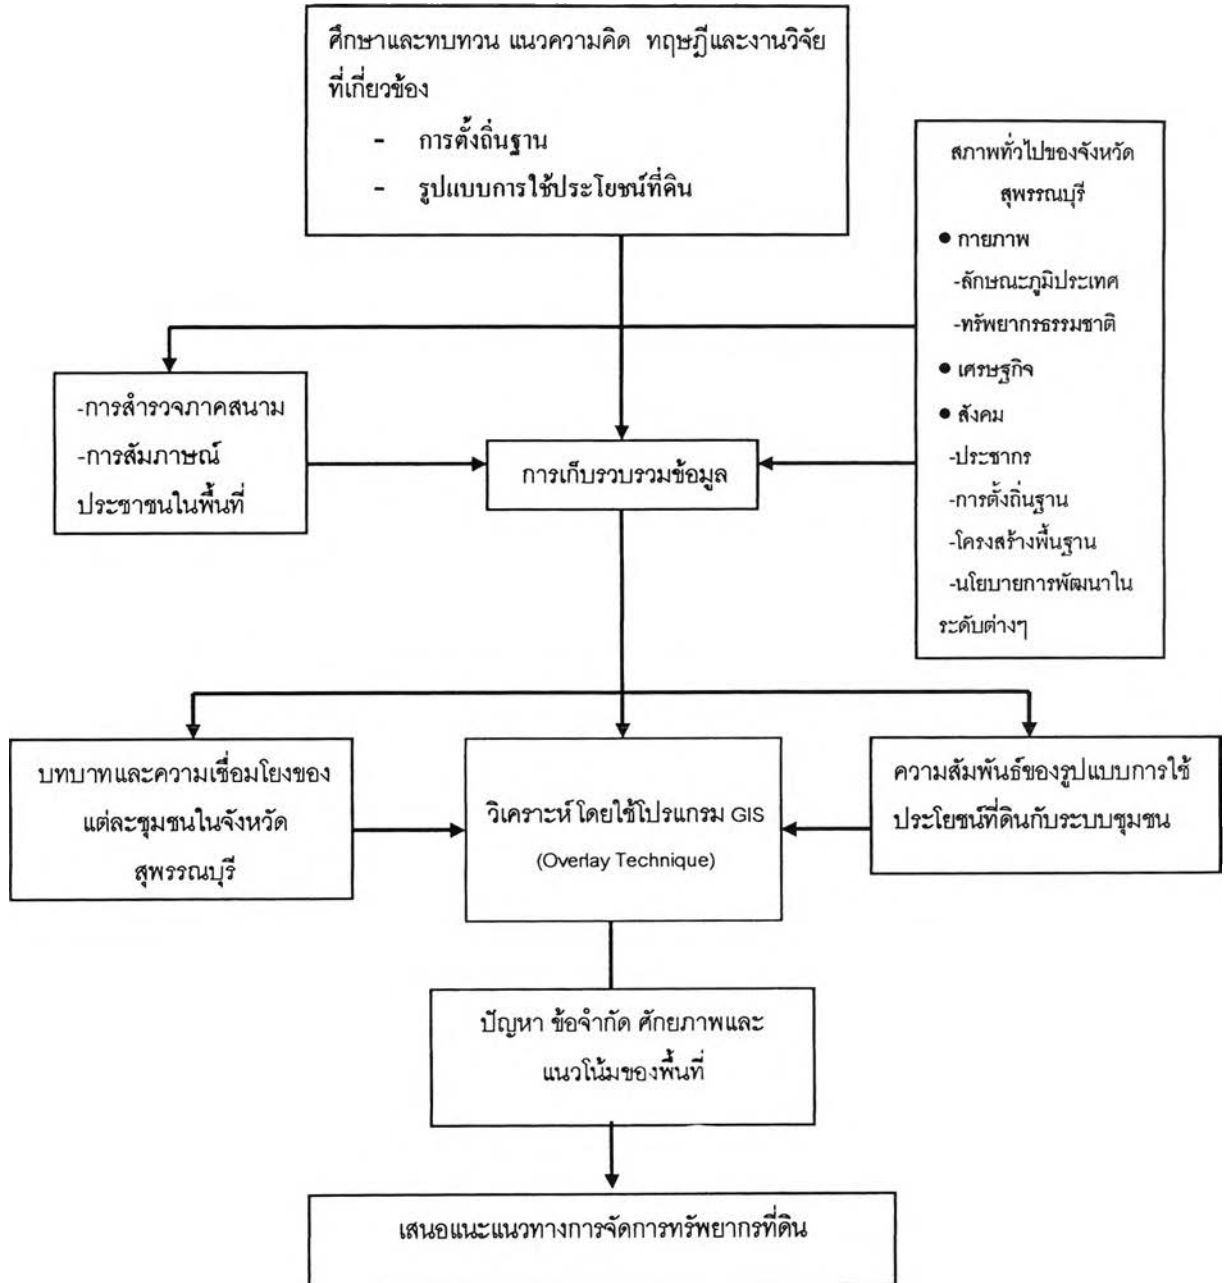 ศึกษาและทบทวน แนวความคิด ทฤษฎีและงานวิจัย
ที่เกี่ยวข้อง
- การตั้งถิ่นฐาน
- รูปแบบการใช้ประโยชน์ที่ดิน
สภาพทั่วไปของจังหวัด
สุพรรณบุรี
● กายภาพ
-ลักษณะภูมิประเทศ
-ทรัพยากรธรรมชาติ
● เศรษฐกิจ
● สังคม
-ประชากร
-การตั้งถิ่นฐาน
-โครงสร้างพื้นฐาน
-นโยบายการพัฒนาใน
ระดับต่างๆ
-การสำรวจภาคสนาม
-การสัมภาษณ์
ประชาชนในพื้นที่
การเก็บรวบรวมข้อมูล
บทบาทและความเชื่อมโยงของ
แต่ละชุมชนในจังหวัด
สุพรรณบุรี
วิเคราะห์ โดยใช้โปรแกรม GIS
(Overlay Technique)
ความสัมพันธ์ของรูปแบบการใช้
ประโยชน์ที่ดินกับระบบชุมชน
ปัญหา ข้อจำกัด ศักยภาพและ
แนวโน้มของพื้นที่
เสนอแนะแนวทางการจัดการทรัพยากรที่ดิน